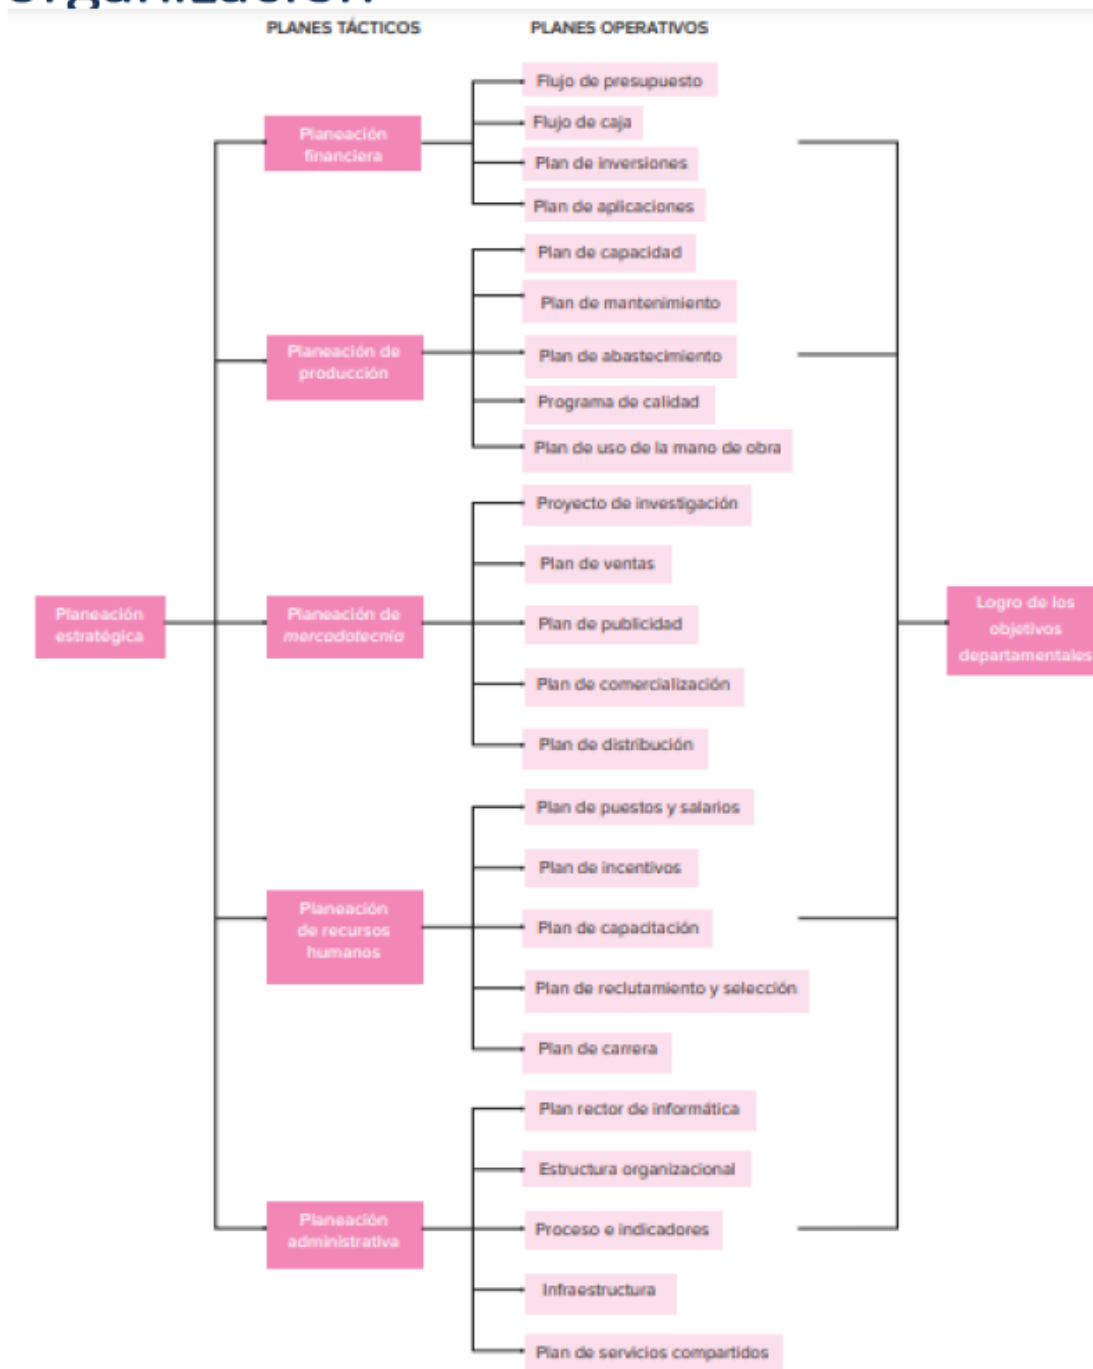 PLANES TÁCTICOS
PLANES OPERATIVOS
Planeación
estratégica
Planeación
financiera
Flujo de presupuesto
Flujo de caja
Plan de inversiones
Plan de aplicaciones
Planeación de
producción
Plan de capacidad
Plan de mantenimiento
Plan de abastecimiento
Programa de calidad
Plan de uso de la mano de obra
Planeación de
mercadotecnia
Proyecto de investigación
Plan de ventas
Plan de publicidad
Plan de comercialización
Plan de distribución
Planeación
de recursos
humanos
Plan de puestos y salarios
Plan de incentivos
Plan de capacitación
Plan de reclutamiento y selección
Plan de carrera
Planeación
administrativa
Plan rector de informática
Estructura organizacional
Proceso e indicadores
Infraestructura
Plan de servicios compartidos
Logro de los
objetivos
departamentales